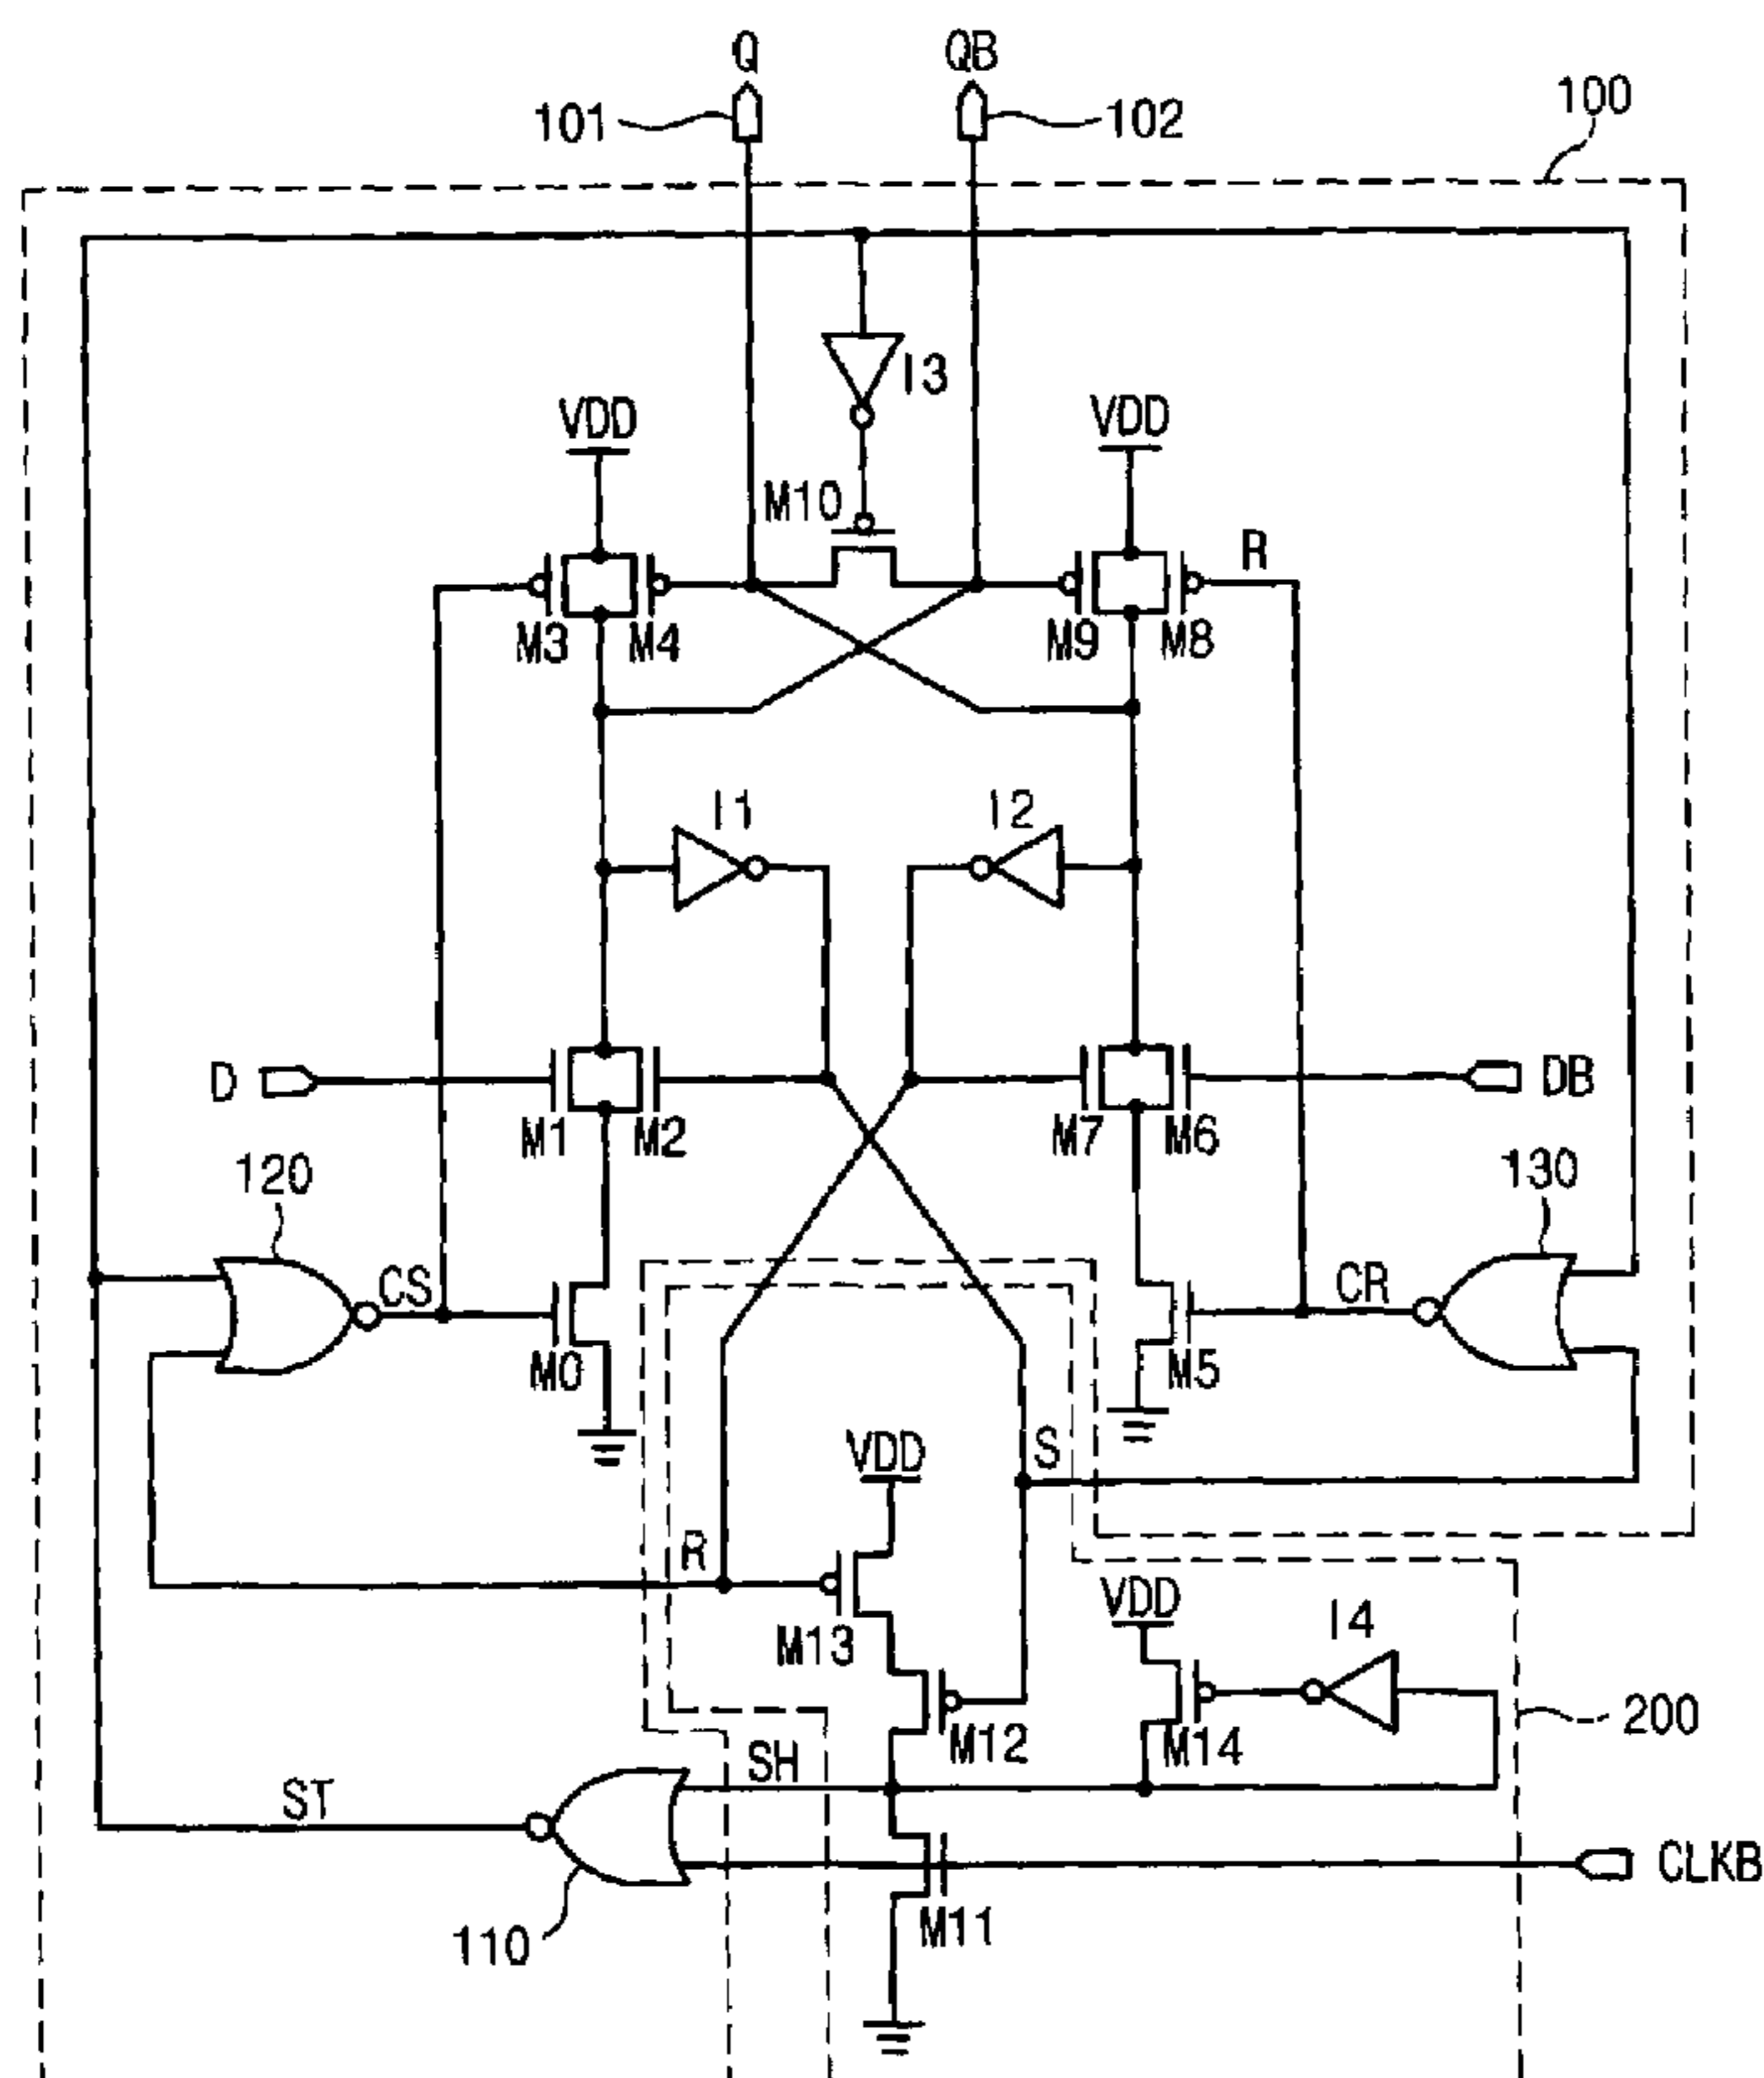 Q QB
101 102 100
I3
VDD VDD
M10 R
M3 M4 M9 M8
I1 I2
D DB
M1 M2 M7 M6
120 130
CS CR
M0 M5
VDD S
R
VDD I4
M13
M12 M14 200
SH
ST
CLKB
M11
110